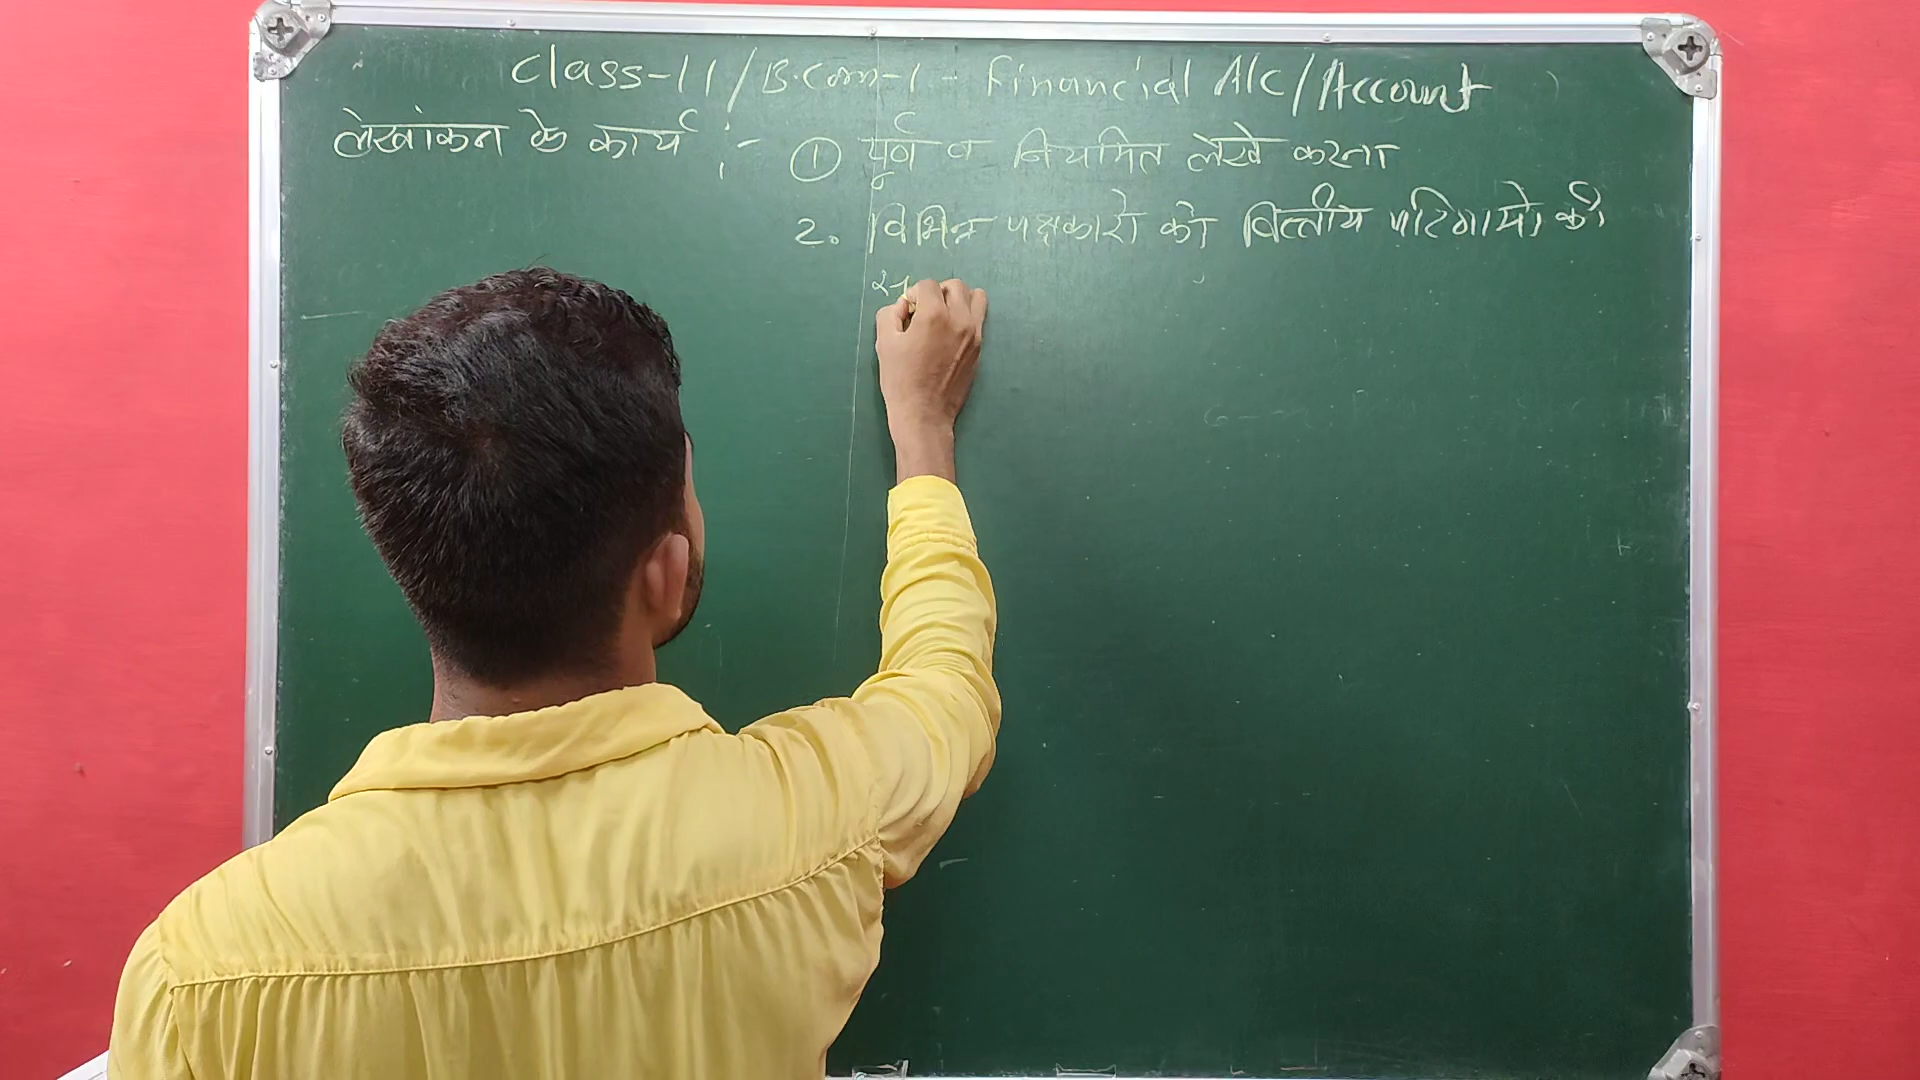 Class-11/B.Com-1 - Financial A/c/Account
लेखांकन के कार्य :- ① पूर्ण व नियमित लेखे करना
2. विभिन्न पक्षकारो को वित्तीय परिणामो की